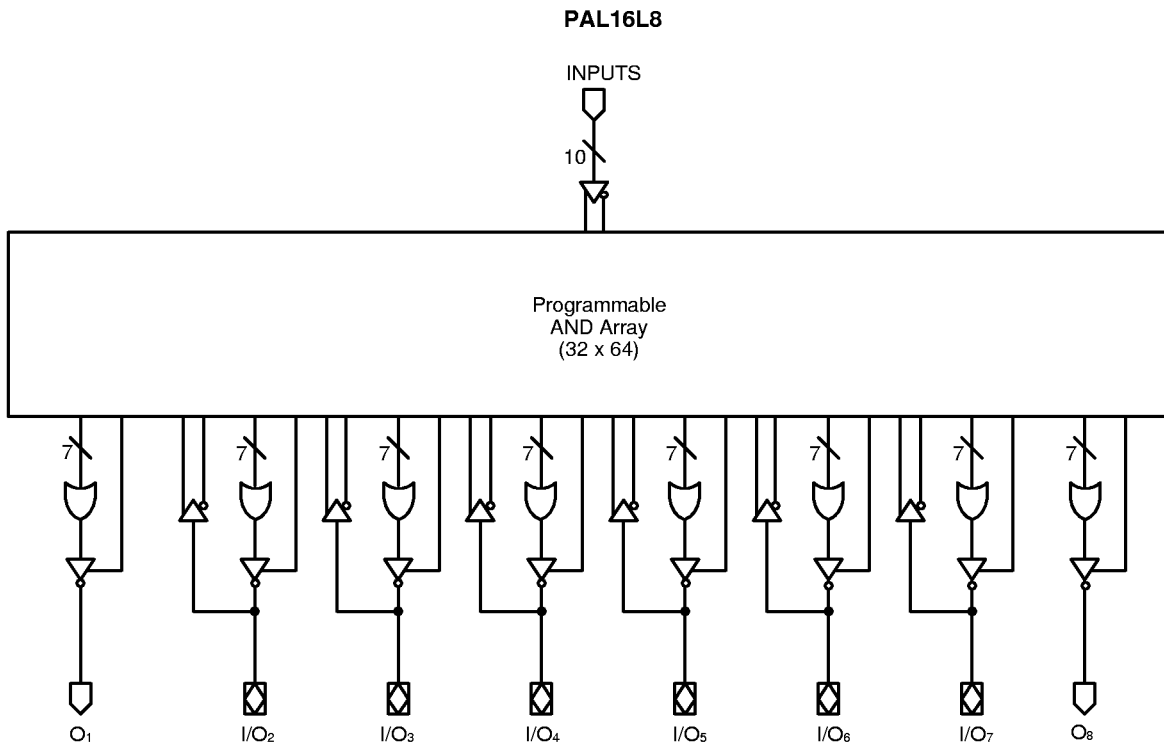 PAL16L8
INPUTS
10
Programmable
AND Array
(32 x 64)
7 7 7 7 7 7 7 7
O1 I/O2 I/O3 I/O4 I/O5 I/O6 I/O7 O8